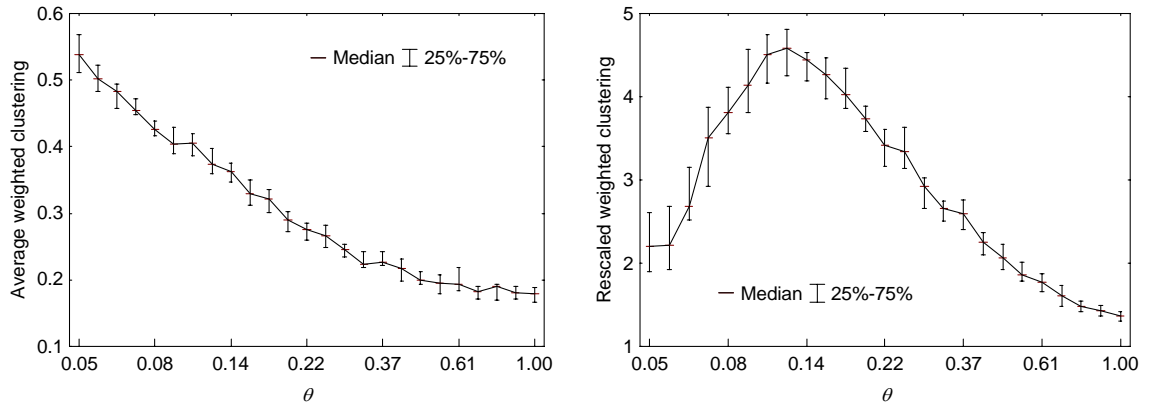 Average weighted clustering
0.6
0.5
0.4
0.3
0.2
0.1
Median 25%-75%
0.05 0.08 0.14 0.22 0.37 0.61 1.00
θ
Rescaled weighted clustering
5
4
3
2
1
Median 25%-75%
0.05 0.08 0.14 0.22 0.37 0.61 1.00
θ